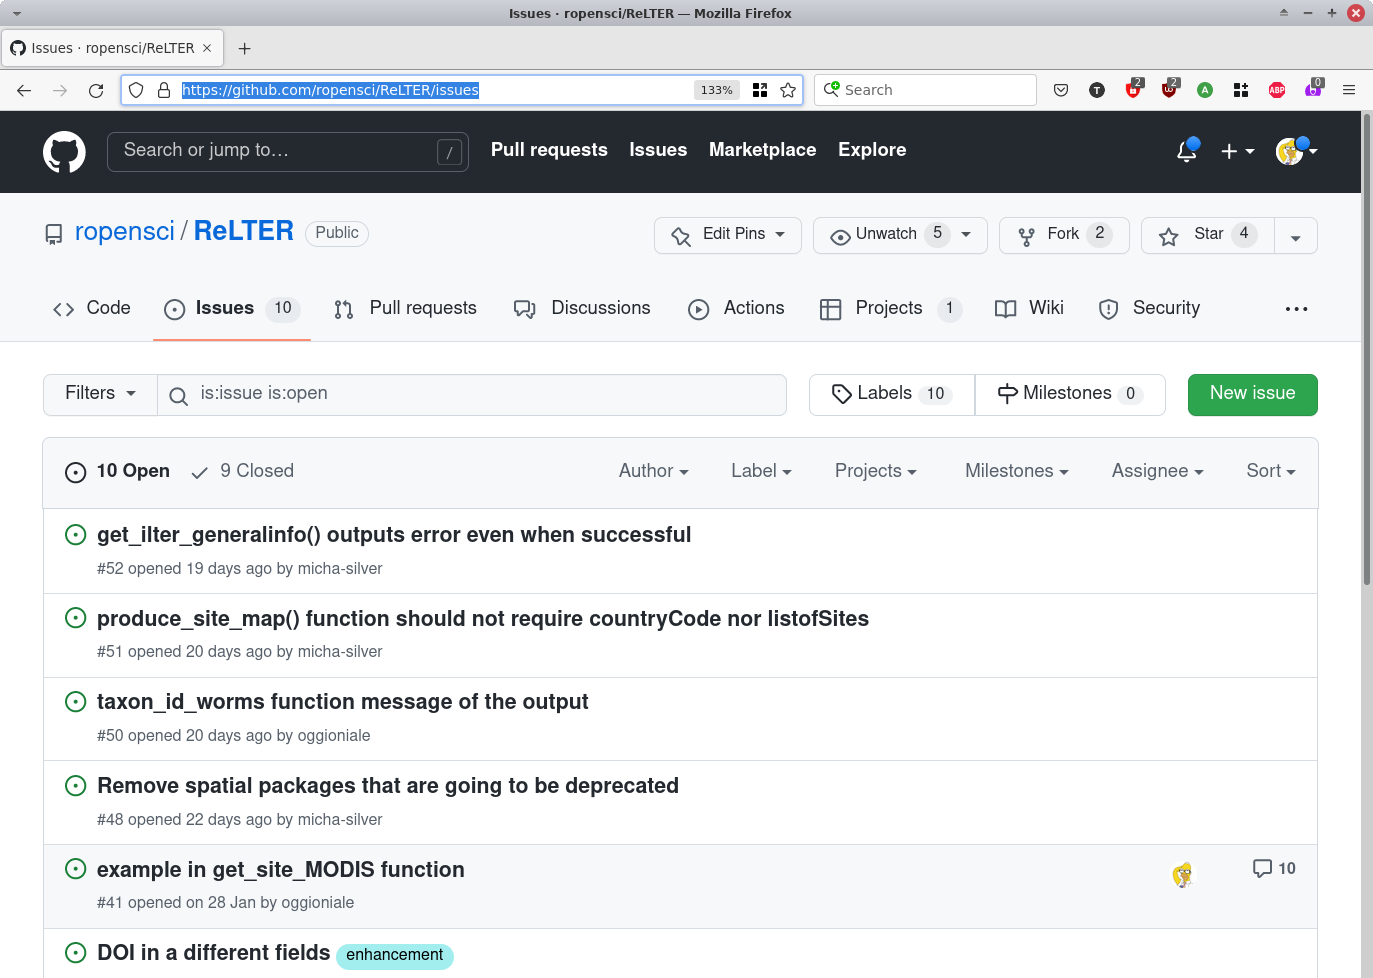 Issues · ropensci/ReLTER — Mozilla Firefox
Issues · ropensci/ReLTER
https://github.com/ropensci/ReLTER/issues 133% Search T 2 2 A ABP 0
Search or jump to… / Pull requests Issues Marketplace Explore
ropensci / ReLTER Public Edit Pins Unwatch 5 Fork 2 Star 4
Code Issues 10 Pull requests Discussions Actions Projects 1 Wiki Security
Filters is:issue is:open Labels 10 Milestones 0 New issue
10 Open 9 Closed Author Label Projects Milestones Assignee Sort
get_ilter_generalinfo() outputs error even when successful
#52 opened 19 days ago by micha-silver
produce_site_map() function should not require countryCode nor listofSites
#51 opened 20 days ago by micha-silver
taxon_id_worms function message of the output
#50 opened 20 days ago by oggioniale
Remove spatial packages that are going to be deprecated
#48 opened 22 days ago by micha-silver
example in get_site_MODIS function 10
#41 opened on 28 Jan by oggioniale
DOI in a different fields enhancement